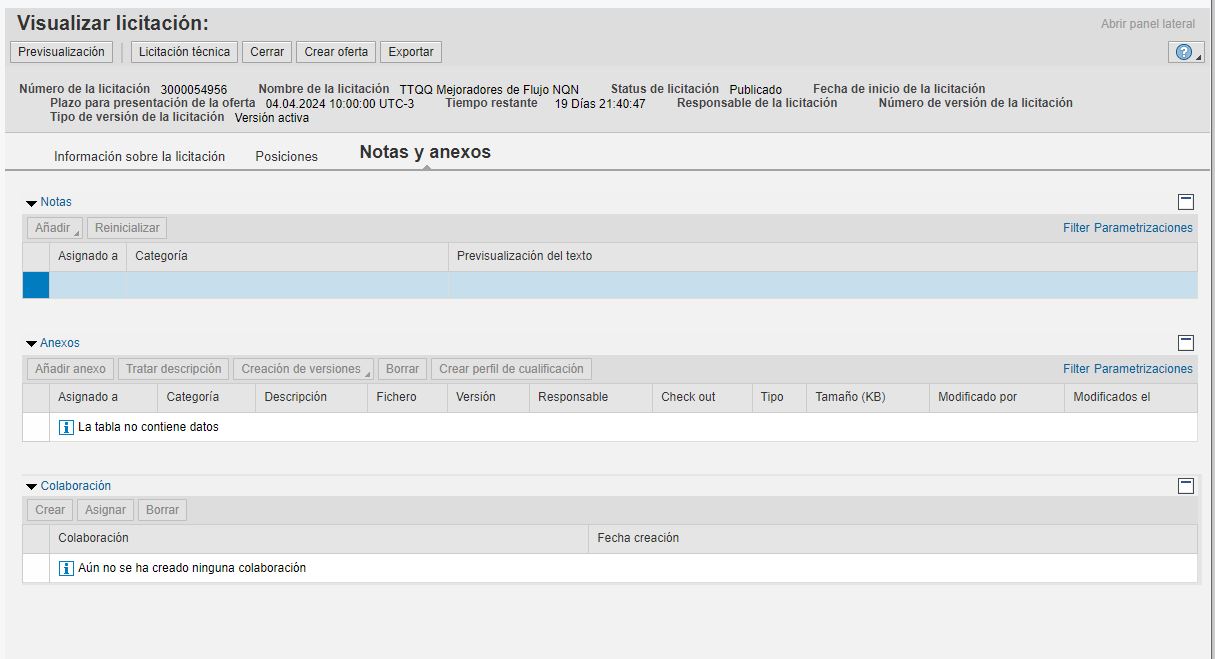 Visualizar licitación:
Abrir panel lateral
Previsualización Licitación técnica Cerrar Crear oferta Exportar
Número de la licitación 3000054956 Nombre de la licitación TTQQ Mejoradores de Flujo NQN Status de licitación Publicado Fecha de inicio de la licitación
Plazo para presentación de la oferta 04.04.2024 10:00:00 UTC-3 Tiempo restante 19 Días 21:40:47 Responsable de la licitación Número de versión de la licitación
Tipo de versión de la licitación Versión activa
Información sobre la licitación Posiciones Notas y anexos
Notas
Añadir Reinicializar Filter Parametrizaciones
Asignado a Categoría Previsualización del texto
Anexos
Añadir anexo Tratar descripción Creación de versiones Borrar Crear perfil de cualificación Filter Parametrizaciones
Asignado a Categoría Descripción Fichero Versión Responsable Check out Tipo Tamaño (KB) Modificado por Modificados el
La tabla no contiene datos
Colaboración
Crear Asignar Borrar
Colaboración Fecha creación
Aún no se ha creado ninguna colaboración